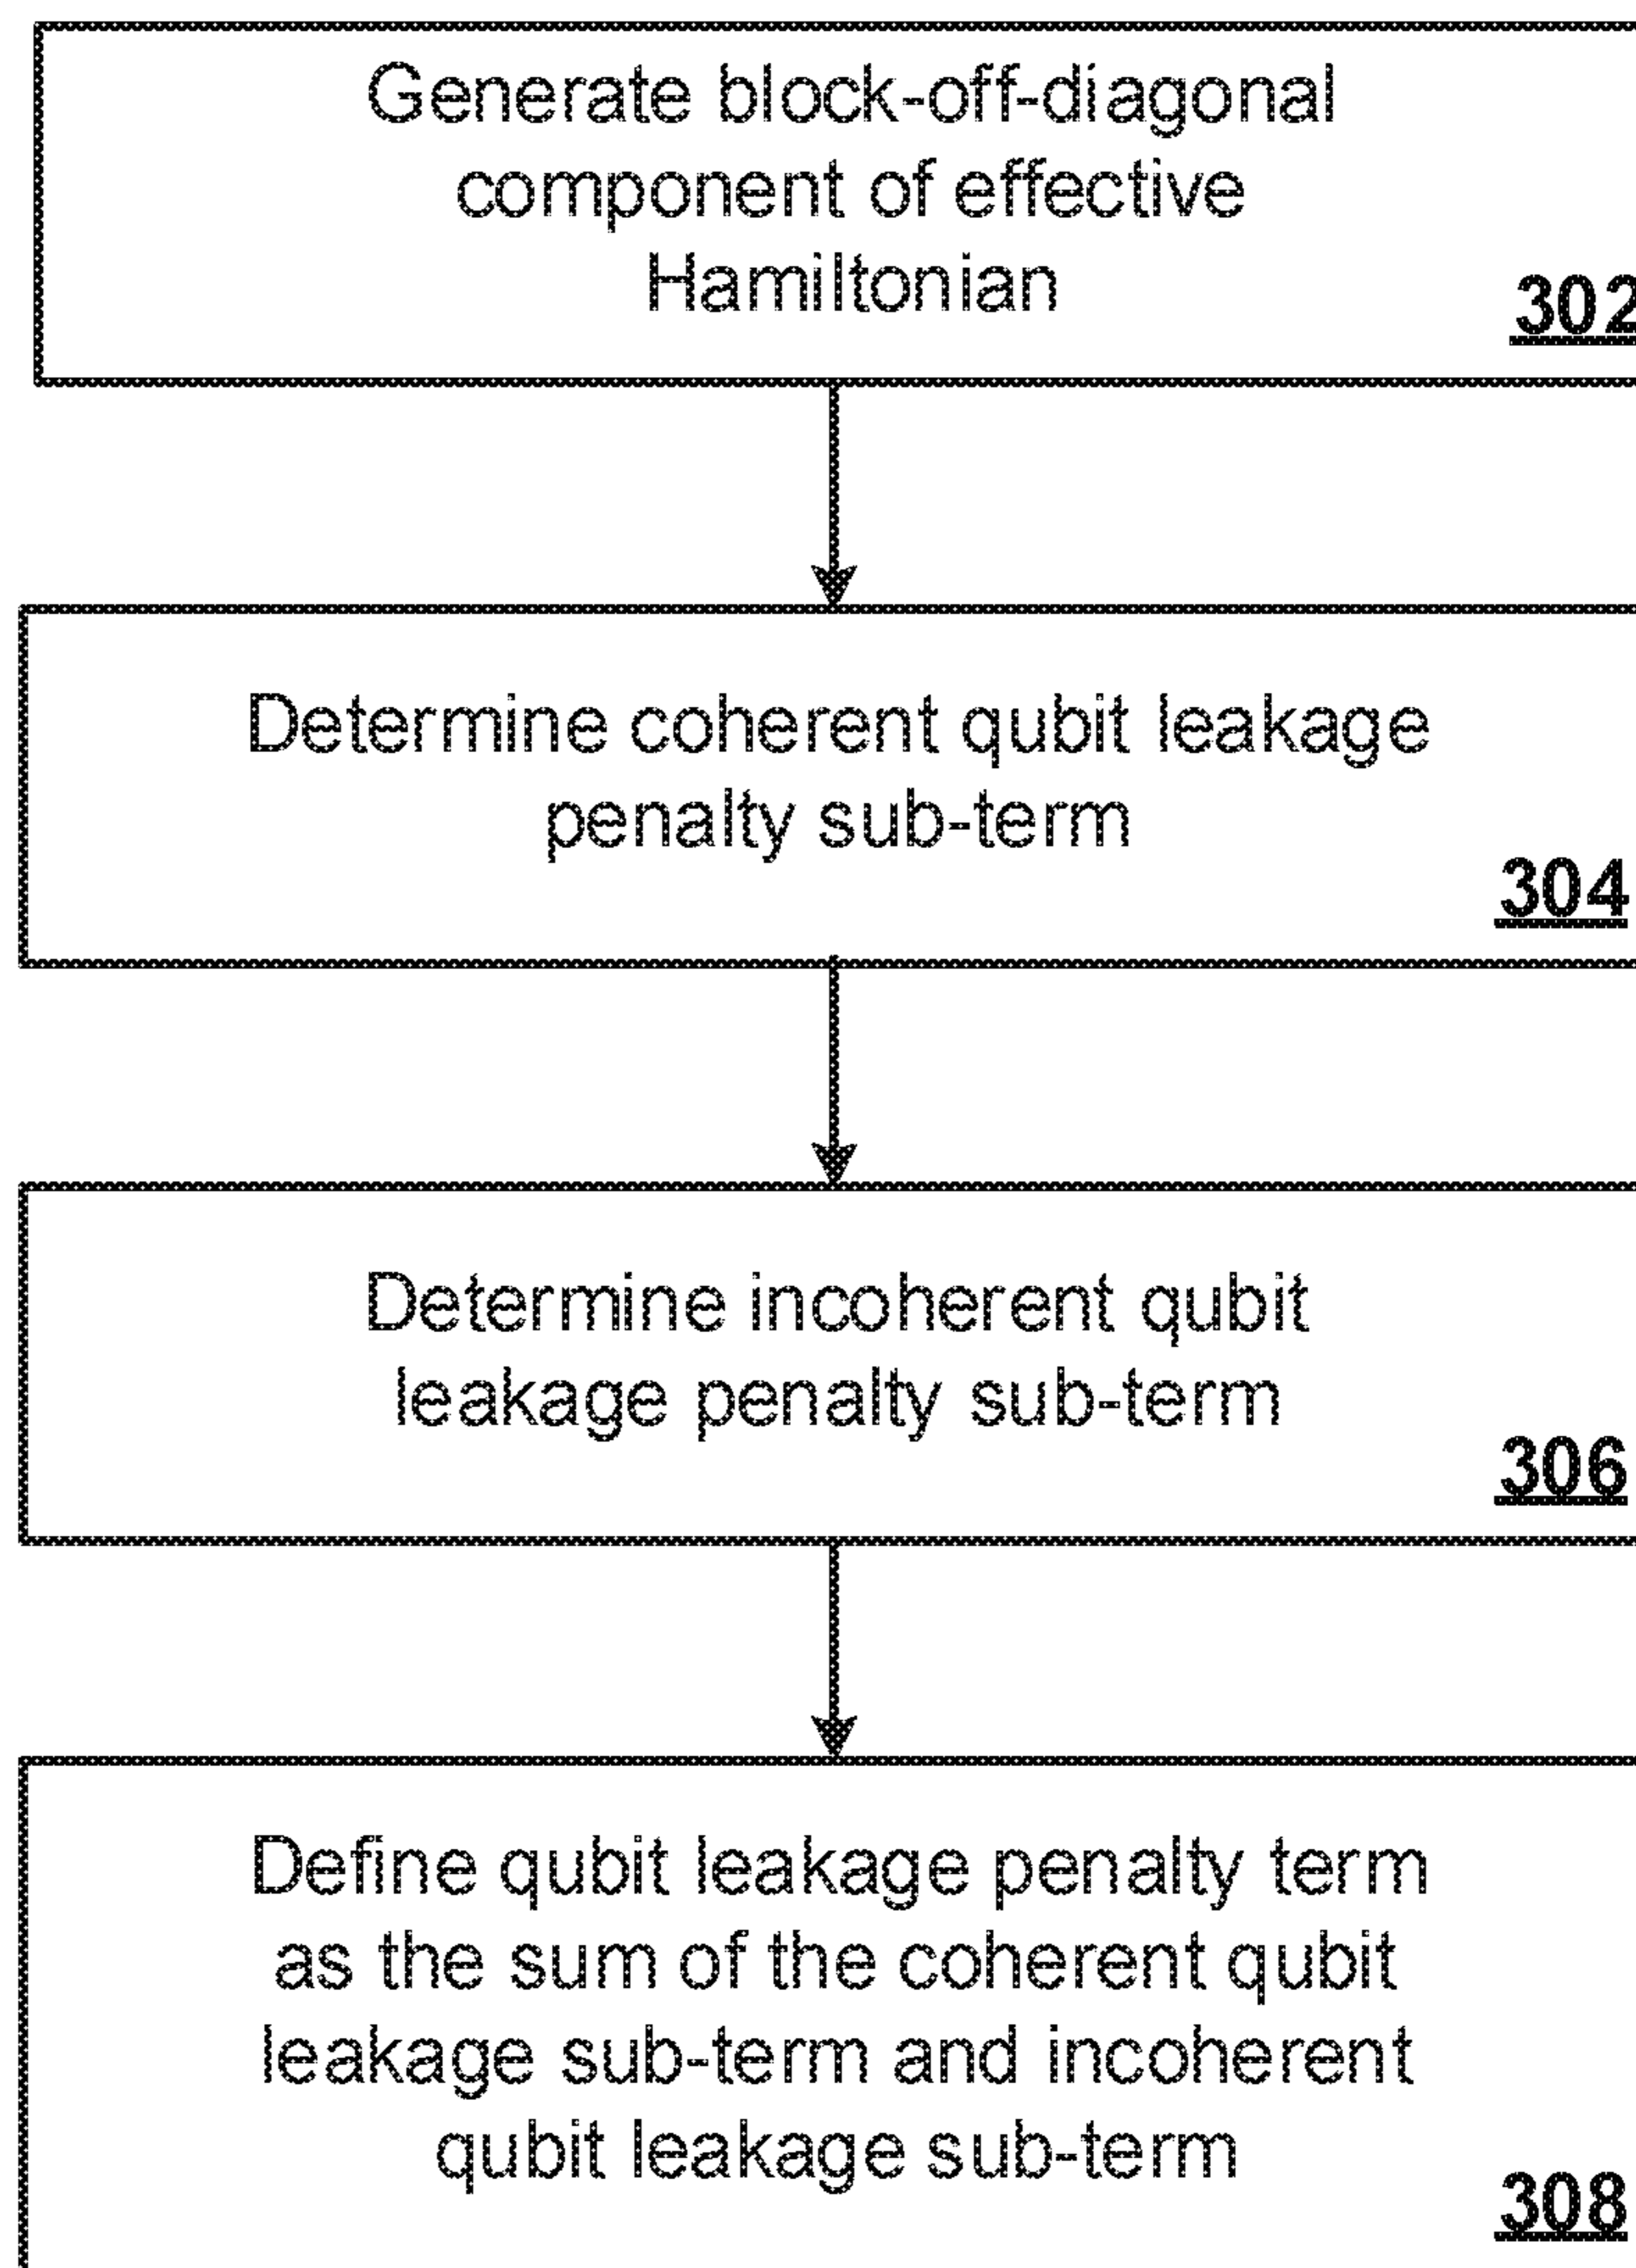 Generate block-off-diagonal
component of effective
Hamiltonian
302
Determine coherent qubit leakage
penalty sub-term
304
Determine incoherent qubit
leakage penalty sub-term
306
Define qubit leakage penalty term
as the sum of the coherent qubit
leakage sub-term and incoherent
qubit leakage sub-term
308